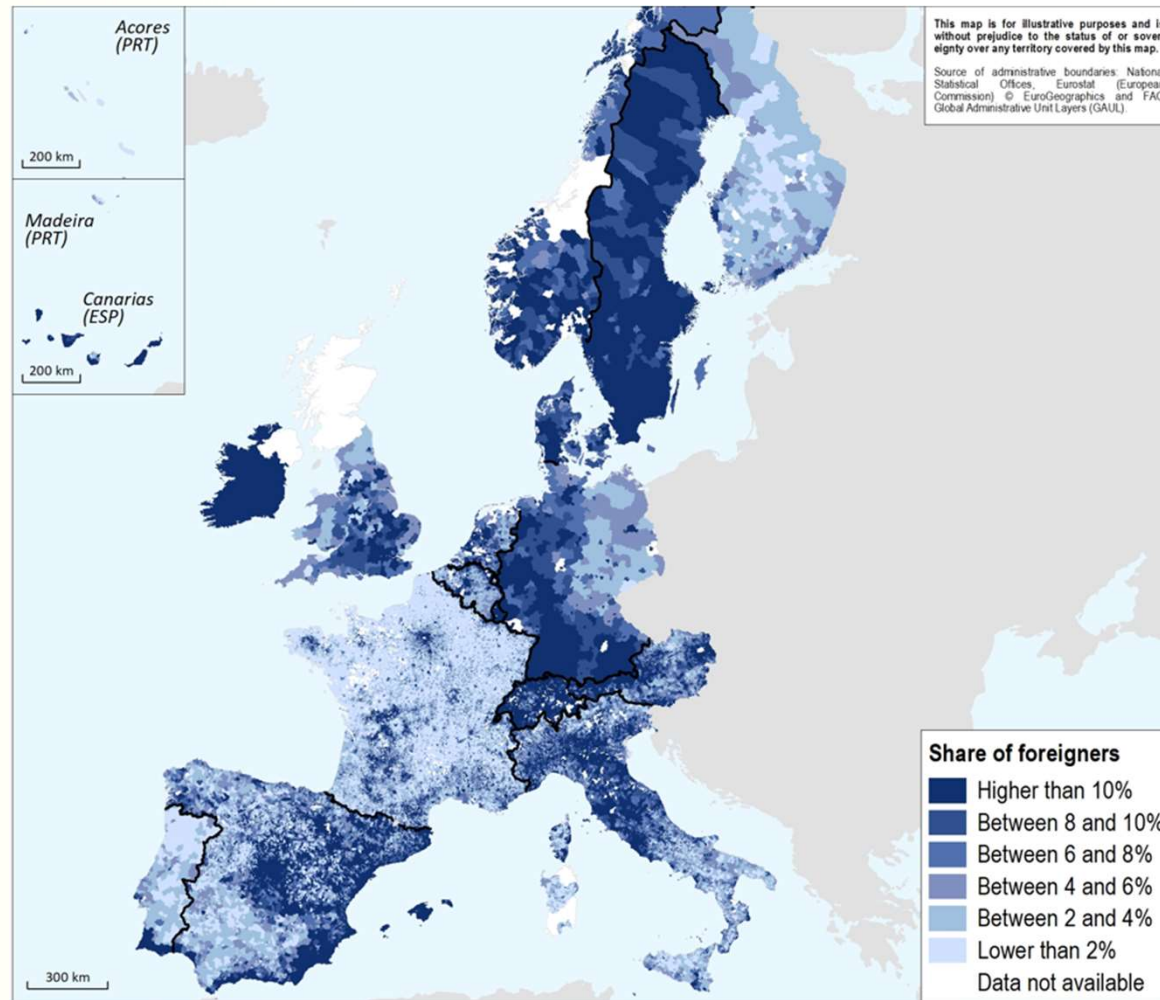 Acores
(PRT)
200 km
Madeira
(PRT)
Canarias
(ESP)
200 km
This map is for illustrative purposes and i
without prejudice to the status of or sover
eignty over any territory covered by this map.
Source of administrative boundaries: Nationa
Statistical Offices, Eurostat (European
Commission) © EuroGeographics and FAO
Global Administrative Unit Layers (GAUL).
300 km
Share of foreigners
Higher than 10%
Between 8 and 10%
Between 6 and 8%
Between 4 and 6%
Between 2 and 4%
Lower than 2%
Data not available